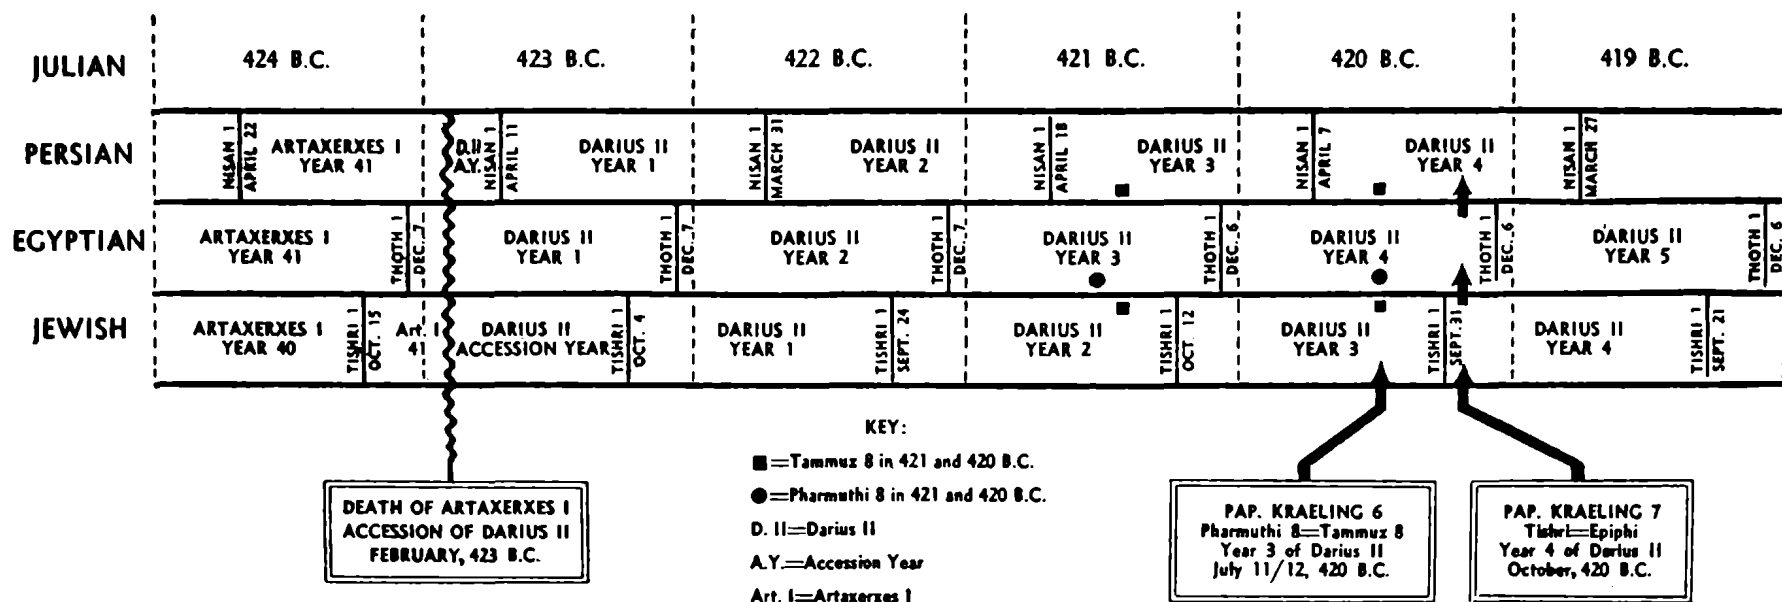 JULIAN 424 B.C. 423 B.C. 422 B.C. 421 B.C. 420 B.C. 419 B.C.
PERSIAN
NISAN 1
APRIL 22
ARTAXERXES I
YEAR 41
D.II
A.Y.
NISAN 1
APRIL 11
DARIUS II
YEAR 1
NISAN 1
MARCH 31
DARIUS II
YEAR 2
NISAN 1
APRIL 18
DARIUS II
YEAR 3
NISAN 1
APRIL 7
DARIUS II
YEAR 4
NISAN 1
MARCH 27
EGYPTIAN
ARTAXERXES I
YEAR 41
THOTH 1
DEC. 7
DARIUS II
YEAR 1
THOTH 1
DEC. 7
DARIUS II
YEAR 2
THOTH 1
DEC. 7
DARIUS II
YEAR 3
THOTH 1
DEC. 6
DARIUS II
YEAR 4
THOTH 1
DEC. 6
DARIUS II
YEAR 5
THOTH 1
DEC. 6
JEWISH
ARTAXERXES I
YEAR 40
TISHRI 1
OCT. 15
Art. I
41
DARIUS II
ACCESSION YEAR
TISHRI 1
OCT. 4
DARIUS II
YEAR 1
TISHRI 1
SEPT. 24
DARIUS II
YEAR 2
TISHRI 1
OCT. 12
DARIUS II
YEAR 3
TISHRI 1
SEPT. 31
DARIUS II
YEAR 4
TISHRI 1
SEPT. 21
DEATH OF ARTAXERXES I
ACCESSION OF DARIUS II
FEBRUARY, 423 B.C.
KEY:
■=Tammuz 8 in 421 and 420 B.C.
●=Pharmuthi 8 in 421 and 420 B.C.
D. II=Darius II
A.Y.=Accession Year
Art. I=Artaxerxes I
PAP. KRAELING 6
Pharmuthi 8=Tammuz 8
Year 3 of Darius II
July 11/12, 420 B.C.
PAP. KRAELING 7
Tishri=Epiphi
Year 4 of Darius II
October, 420 B.C.